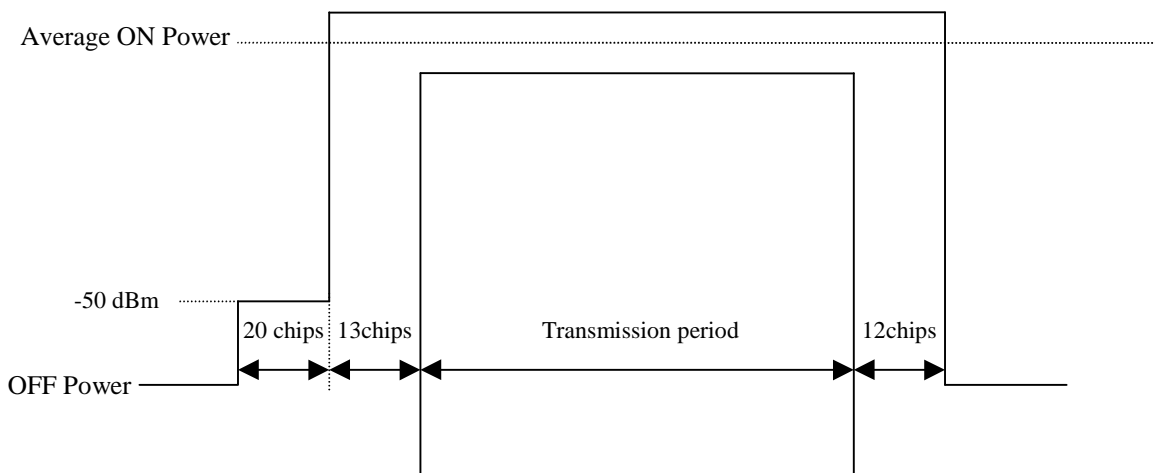 Average ON Power
-50 dBm
20 chips 13chips Transmission period 12chips
OFF Power